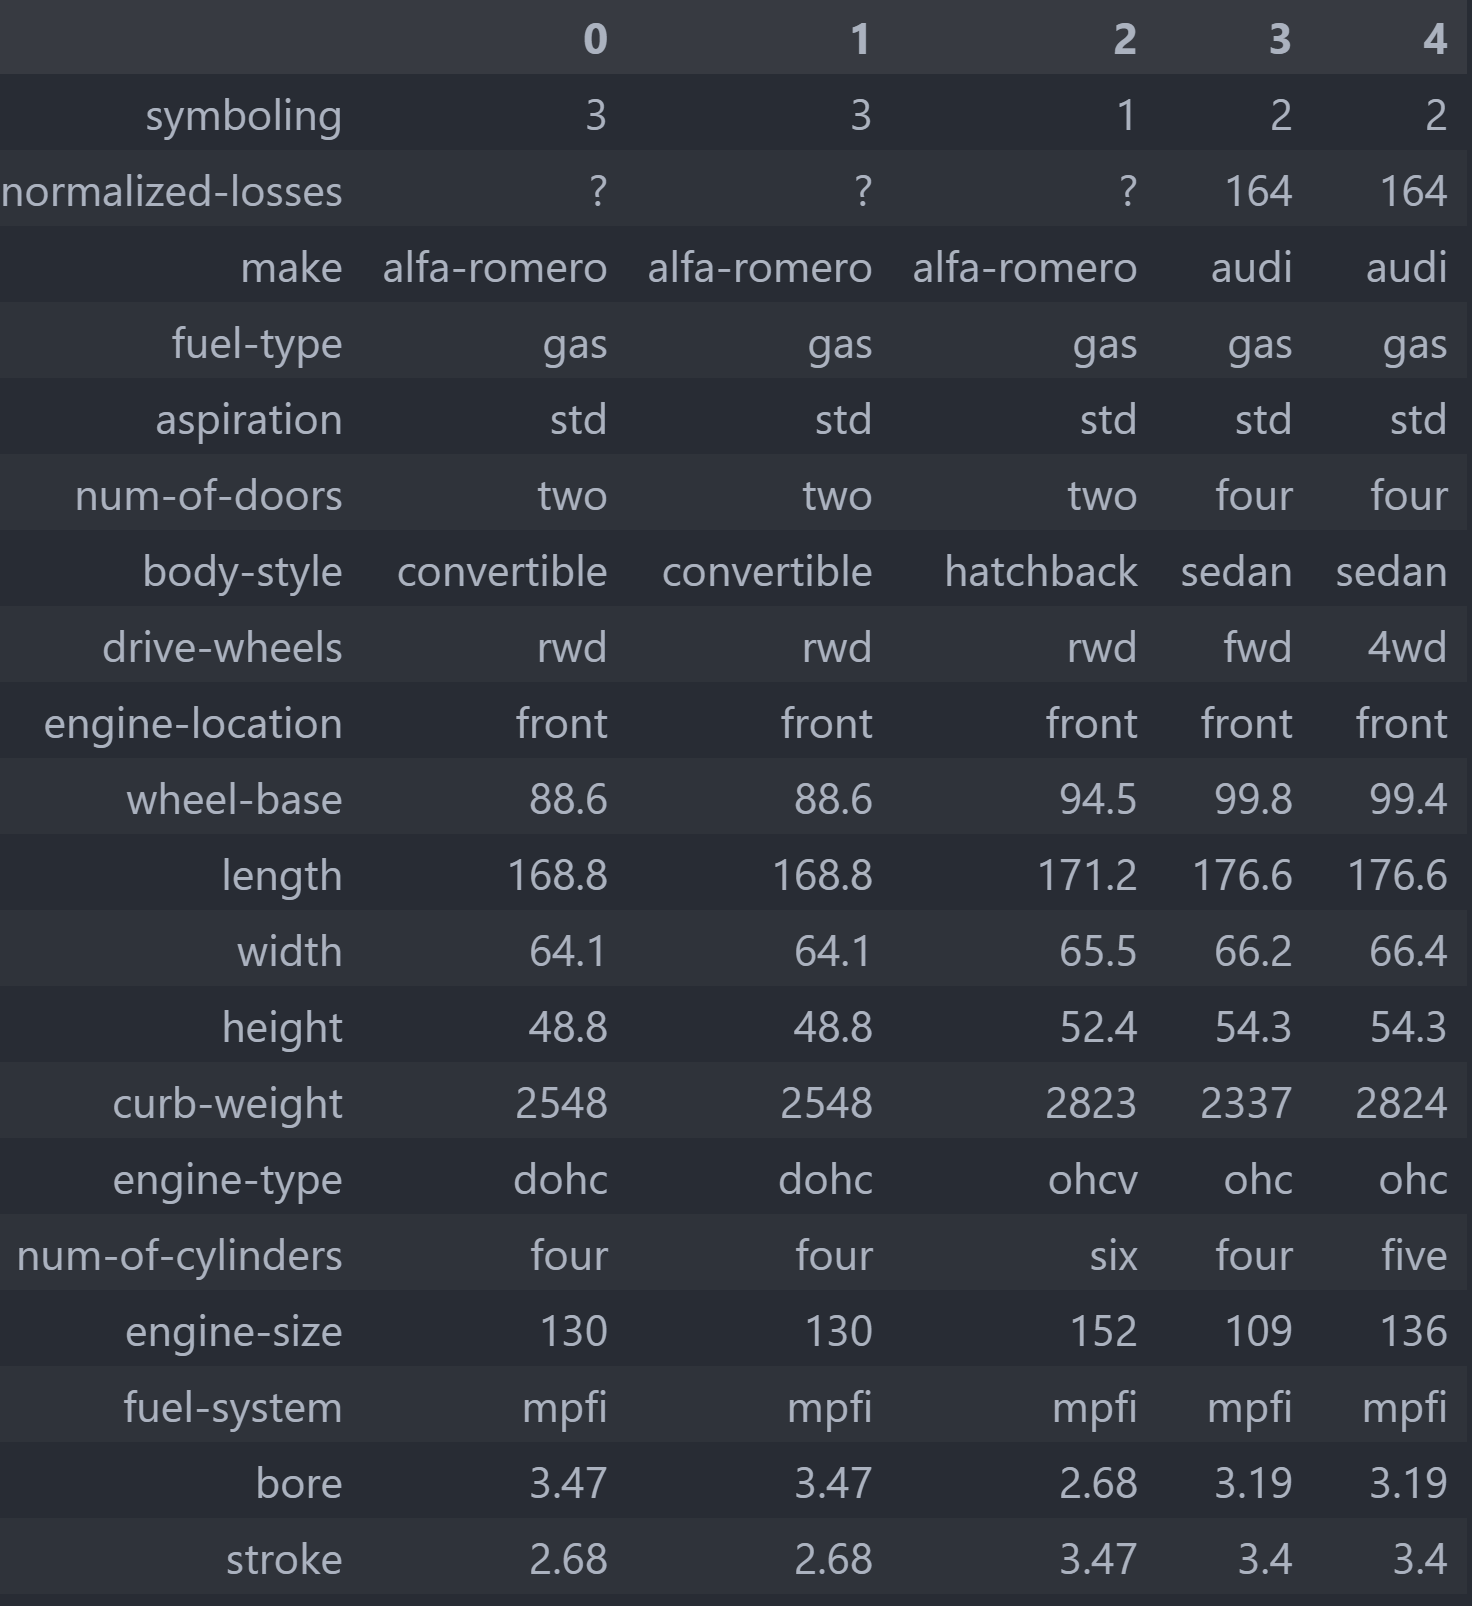 0 1 2 3 4
symboling 3 3 1 2 2
normalized-losses ? ? ? 164 164
make alfa-romero alfa-romero alfa-romero audi audi
fuel-type gas gas gas gas gas
aspiration std std std std std
num-of-doors two two two four four
body-style convertible convertible hatchback sedan sedan
drive-wheels rwd rwd rwd fwd 4wd
engine-location front front front front front
wheel-base 88.6 88.6 94.5 99.8 99.4
length 168.8 168.8 171.2 176.6 176.6
width 64.1 64.1 65.5 66.2 66.4
height 48.8 48.8 52.4 54.3 54.3
curb-weight 2548 2548 2823 2337 2824
engine-type dohc dohc ohcv ohc ohc
num-of-cylinders four four six four five
engine-size 130 130 152 109 136
fuel-system mpfi mpfi mpfi mpfi mpfi
bore 3.47 3.47 2.68 3.19 3.19
stroke 2.68 2.68 3.47 3.4 3.4